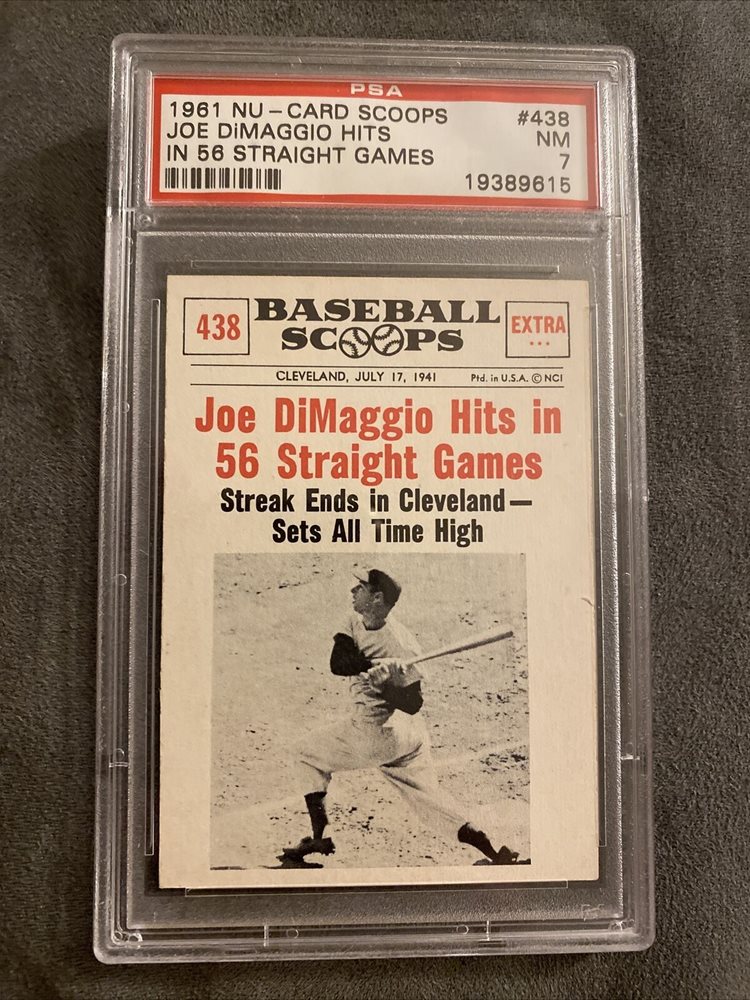 PSA
1961 NU-CARD SCOOPS #438
JOE DiMAGGIO HITS NM
IN 56 STRAIGHT GAMES 7
19389615
438 BASEBALL SCOOPS EXTRA
CLEVELAND, JULY 17, 1941 Ptd. in U.S.A. © NCI
Joe DiMaggio Hits in
56 Straight Games
Streak Ends in Cleveland—
Sets All Time High